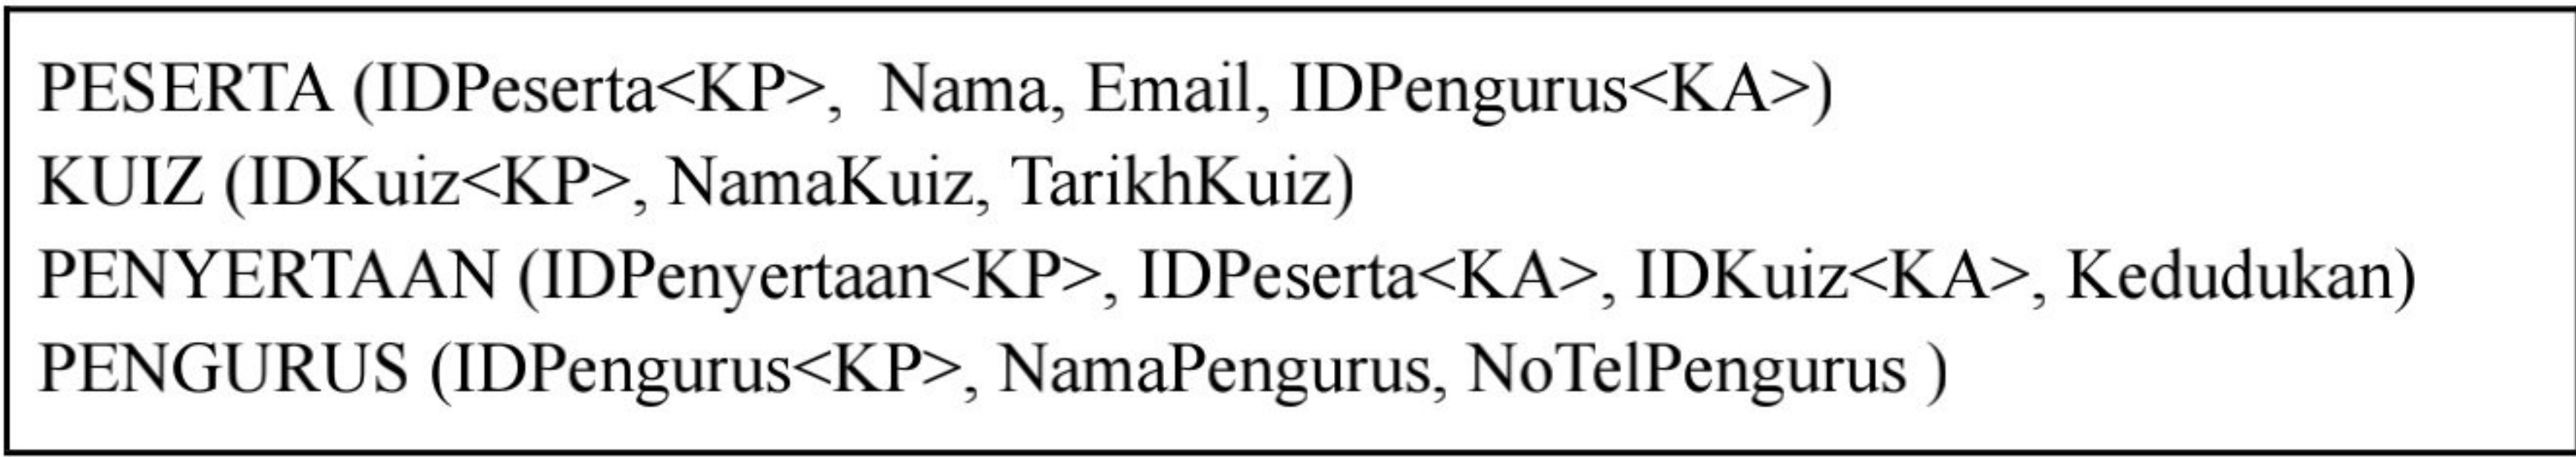 PESERTA (IDPeserta<KP>, Nama, Email, IDPengurus<KA>)
KUIZ (IDKuiz<KP>, NamaKuiz, TarikhKuiz)
PENYERTAAN (IDPenyertaan<KP>, IDPeserta<KA>, IDKuiz<KA>, Kedudukan)
PENGURUS (IDPengurus<KP>, NamaPengurus, NoTelPengurus )